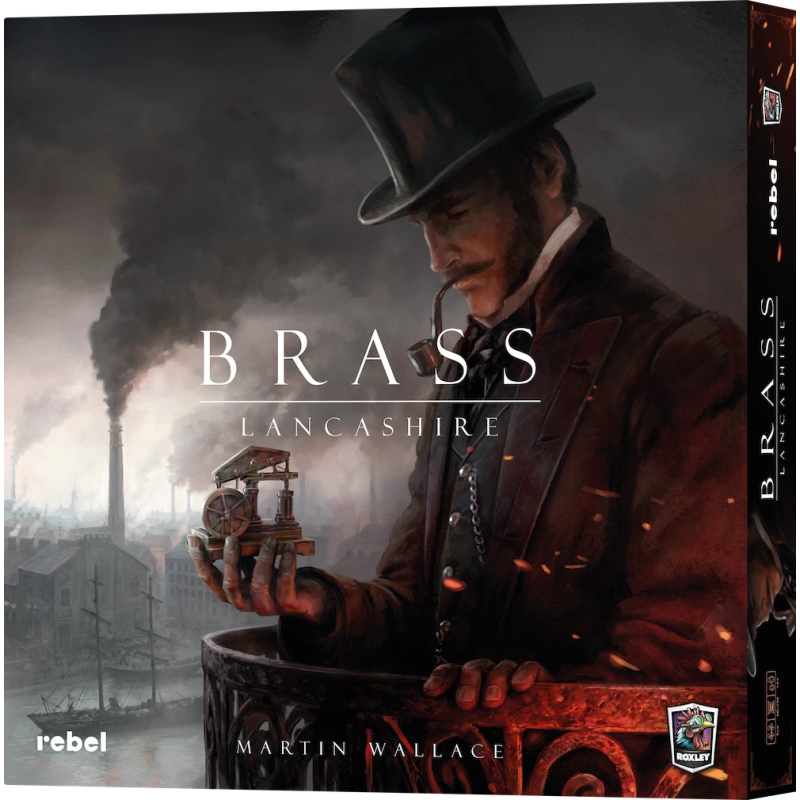 BRASS
LANCASHIRE
rebel
MARTIN WALLACE
ROXLEY
rebel
BRASS
LANCASHIRE